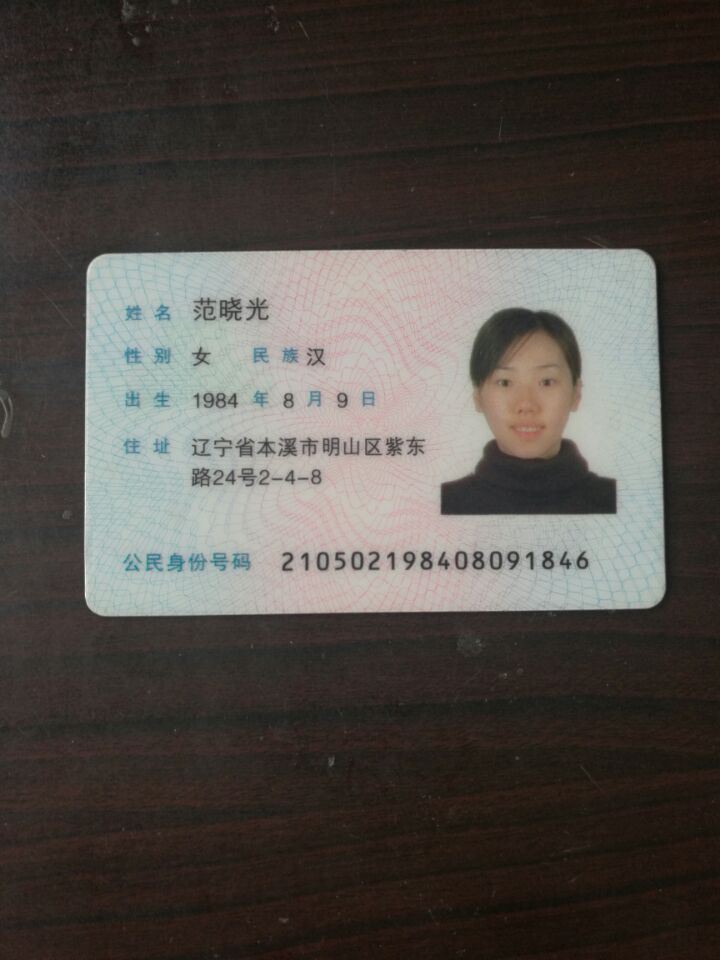 姓名 范晓光
性别 女 民族 汉
出生 1984 年 8 月 9 日
住址 辽宁省本溪市明山区紫东
路24号2-4-8
公民身份号码 210502198408091846